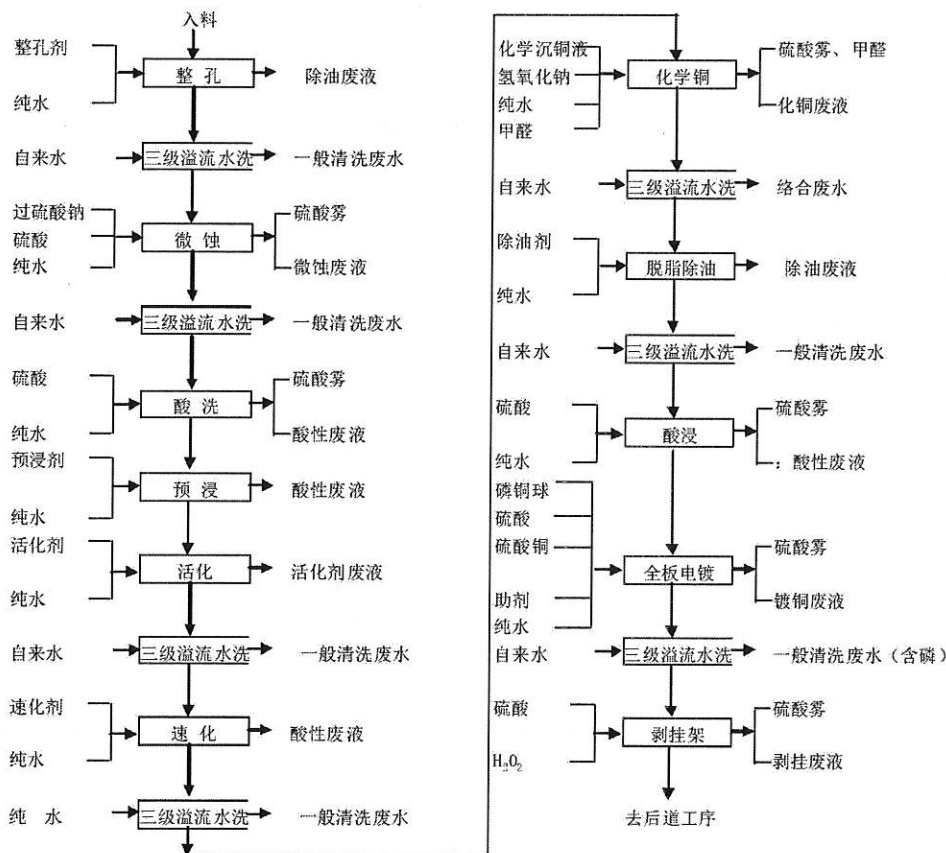 入料
整孔剂
纯水
整 孔
除油废液
自来水
三级溢流水洗
一般清洗废水
过硫酸钠
硫酸
纯水
微 蚀
硫酸雾
微蚀废液
自来水
三级溢流水洗
一般清洗废水
硫酸
纯水
酸 洗
硫酸雾
酸性废液
预浸剂
纯水
预 浸
酸性废液
活化剂
纯水
活化
活化剂废液
自来水
三级溢流水洗
一般清洗废水
速化剂
纯水
速 化
酸性废液
纯 水
三级溢流水洗
一般清洗废水
化学沉铜液
氢氧化钠
纯水
甲醛
化学铜
硫酸雾、甲醛
化铜废液
自来水
三级溢流水洗
络合废水
除油剂
纯水
脱脂除油
除油废液
自来水
三级溢流水洗
一般清洗废水
硫酸
纯水
酸浸
硫酸雾
：酸性废液
磷铜球
硫酸
硫酸铜
助剂
纯水
全板电镀
硫酸雾
镀铜废液
自来水
三级溢流水洗
一般清洗废水（含磷）
硫酸
H₂O₂
剥挂架
硫酸雾
剥挂废液
去后道工序